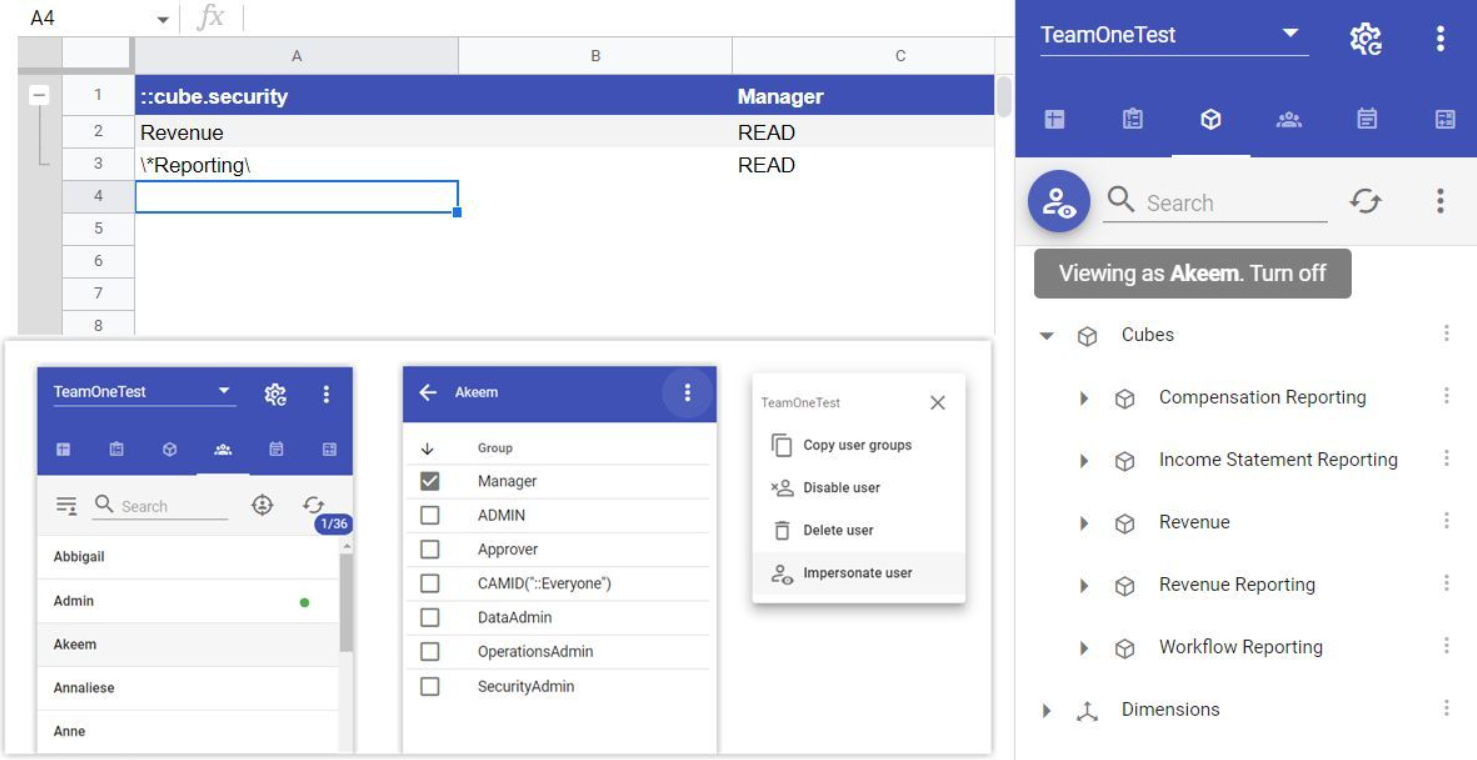 A4
fx
A B C
1 ::cube.security Manager
2 Revenue READ
3 \*Reporting\ READ
4
5
6
7
8
TeamOneTest
Search
1/36
Abbigail
Admin
Akeem
Annaliese
Anne
Akeem
Group
Manager
ADMIN
Approver
CAMID("::Everyone")
DataAdmin
OperationsAdmin
SecurityAdmin
TeamOneTest
Copy user groups
Disable user
Delete user
Impersonate user
TeamOneTest
Search
Viewing as Akeem. Turn off
Cubes
Compensation Reporting
Income Statement Reporting
Revenue
Revenue Reporting
Workflow Reporting
Dimensions